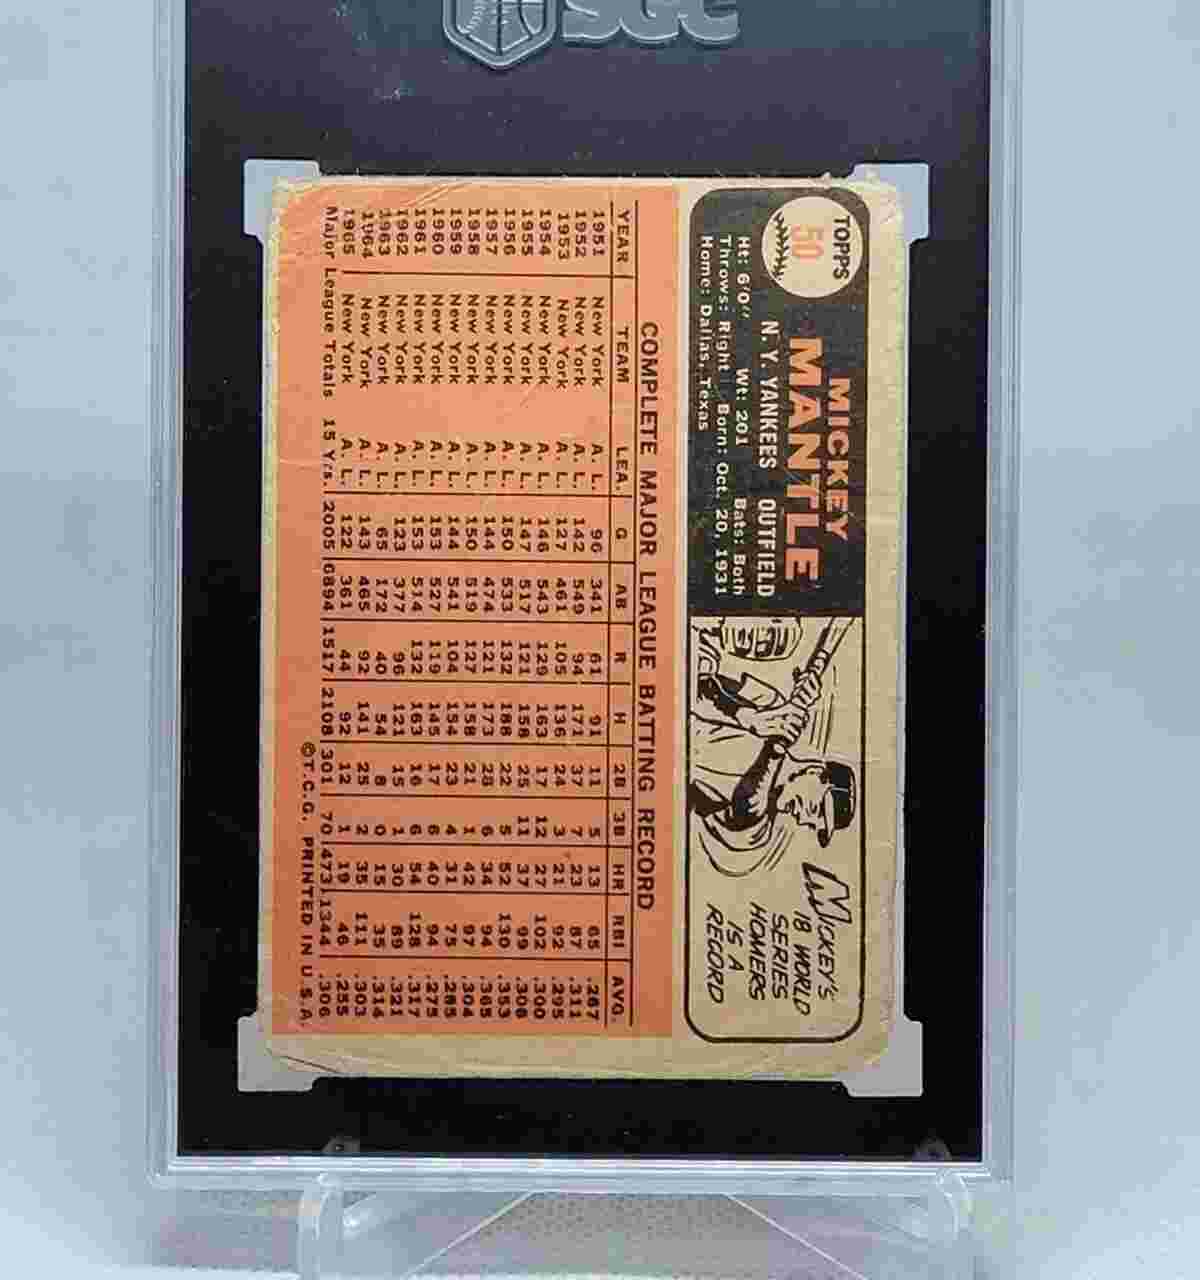 SGC
TOPPS
50
MICKEY
MANTLE
N. Y. YANKEES OUTFIELD
Ht: 6'0" Wt: 201 Bats: Both
Throws: Right Born: Oct. 20, 1931
Home: Dallas, Texas
MICKEY'S
18 WORLD
SERIES
HOMERS
IS A
RECORD
COMPLETE MAJOR LEAGUE BATTING RECORD
YEAR TEAM LEA. G AB R H 2B 3B HR RBI AVG.
1951 New York A. L. 96 341 61 91 11 5 13 65 .267
1952 New York A. L. 142 549 94 171 37 7 23 87 .311
1953 New York A. L. 127 461 105 136 24 3 21 92 .295
1954 New York A. L. 146 543 129 163 17 12 27 102 .300
1955 New York A. L. 147 517 121 158 25 11 37 99 .306
1956 New York A. L. 150 533 132 188 22 5 52 130 .353
1957 New York A. L. 144 474 121 173 28 6 34 94 .365
1958 New York A. L. 150 519 127 158 21 1 42 97 .304
1959 New York A. L. 144 541 104 154 23 4 31 75 .285
1960 New York A. L. 153 527 119 145 17 6 40 94 .275
1961 New York A. L. 153 514 132 163 16 6 54 128 .317
1962 New York A. L. 123 377 96 121 15 1 30 89 .321
1963 New York A. L. 65 172 40 54 8 0 15 35 .314
1964 New York A. L. 143 465 92 141 25 2 35 111 .303
1965 New York A. L. 122 361 44 92 12 1 19 46 .255
Major League Totals 15 Yrs. 2005 6894 1517 2108 301 70 473 1344 .306
©T.C.G. PRINTED IN U.S.A.